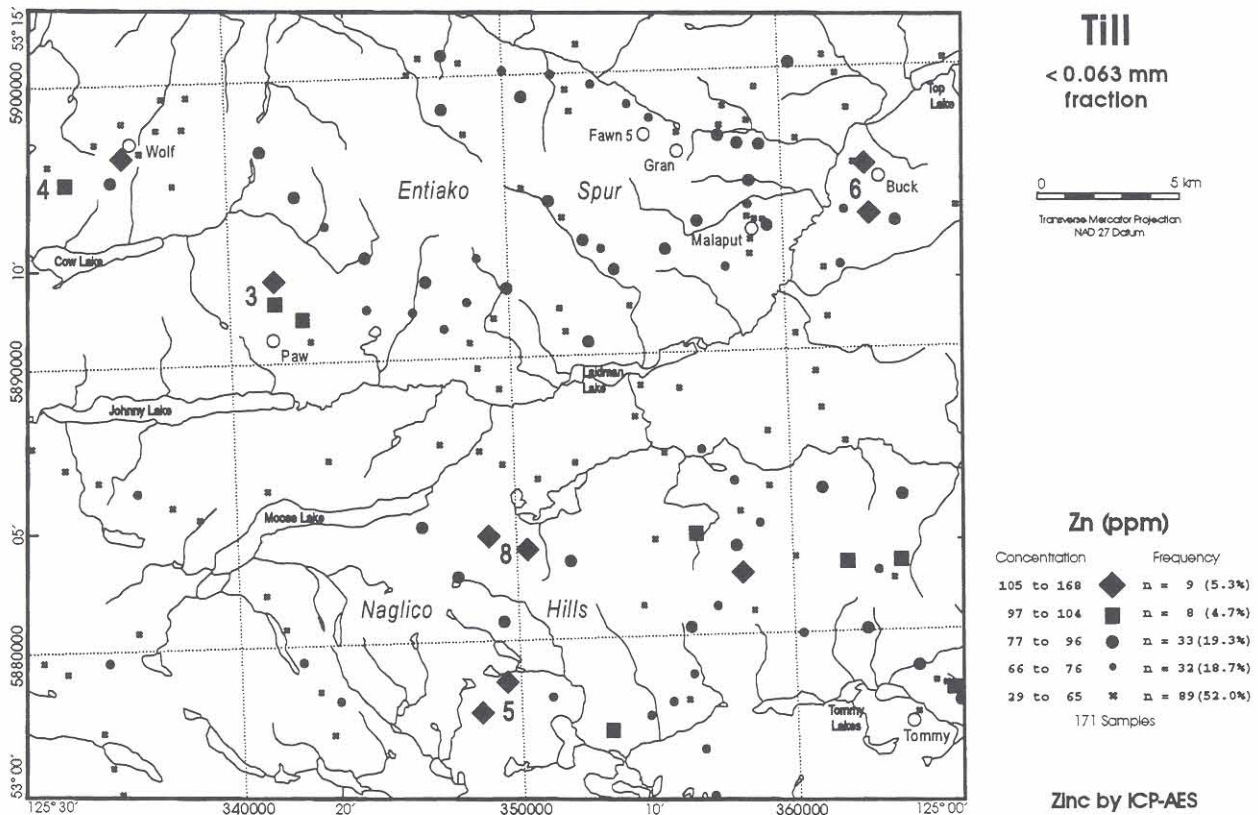 53° 15'
5900000
10'
5890000
05'
5880000
53° 00'
125° 30'
340000
20'
350000
10'
360000
125° 00'
Top
Lake
Fawn 5
Gran
Wolf
4
Entiako
Spur
6
Buck
Malaput
Cow Lake
3
Paw
Laidman
Lake
Johnny Lake
Moose Lake
8
Naglico
Hills
5
Tommy
Lakes
Tommy
Till
< 0.063 mm
fraction
0 5 km
Transverse Mercator Projection
NAD 27 Datum
Zn (ppm)
Concentration Frequency
105 to 168 n = 9 (5.3%)
97 to 104 n = 8 (4.7%)
77 to 96 n = 33 (19.3%)
66 to 76 n = 32 (18.7%)
29 to 65 n = 89 (52.0%)
171 Samples
Zinc by ICP-AES